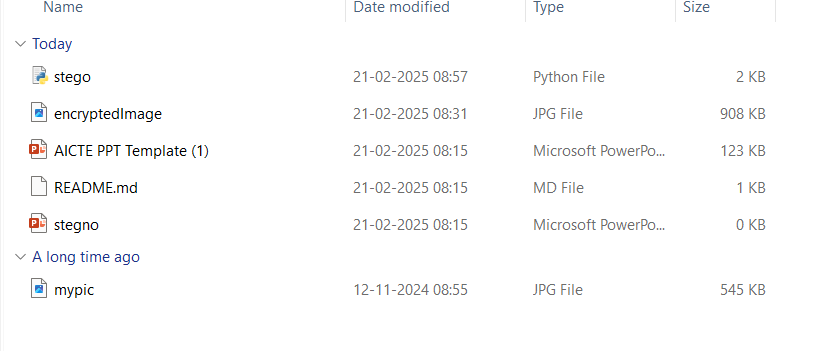 Name Date modified Type Size
Today
stego 21-02-2025 08:57 Python File 2 KB
encryptedImage 21-02-2025 08:31 JPG File 908 KB
AICTE PPT Template (1) 21-02-2025 08:15 Microsoft PowerPo... 123 KB
README.md 21-02-2025 08:15 MD File 1 KB
stegno 21-02-2025 08:15 Microsoft PowerPo... 0 KB
A long time ago
mypic 12-11-2024 08:55 JPG File 545 KB